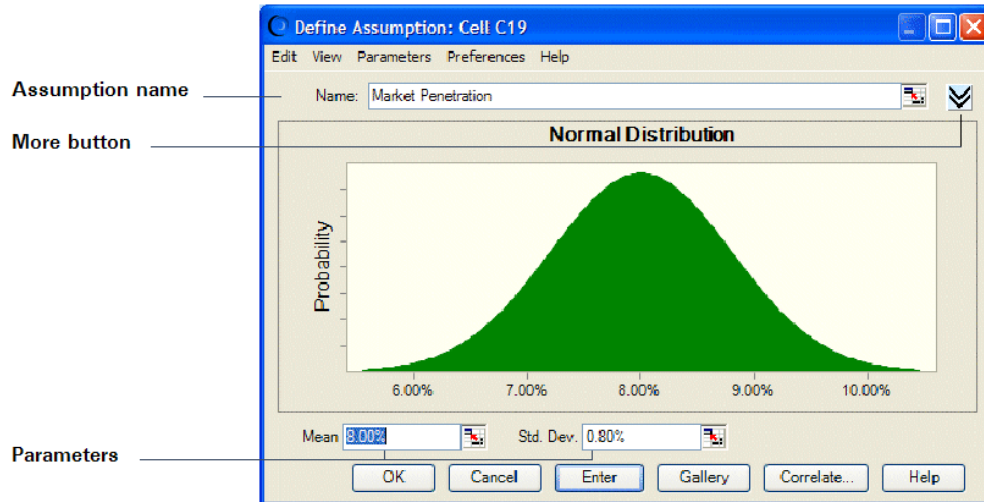 Define Assumption: Cell C19
Edit View Parameters Preferences Help
Assumption name
Name: Market Penetration
More button
Normal Distribution
Probability
6.00% 7.00% 8.00% 9.00% 10.00%
Mean 8.00% Std. Dev. 0.80%
Parameters
OK Cancel Enter Gallery Correlate... Help